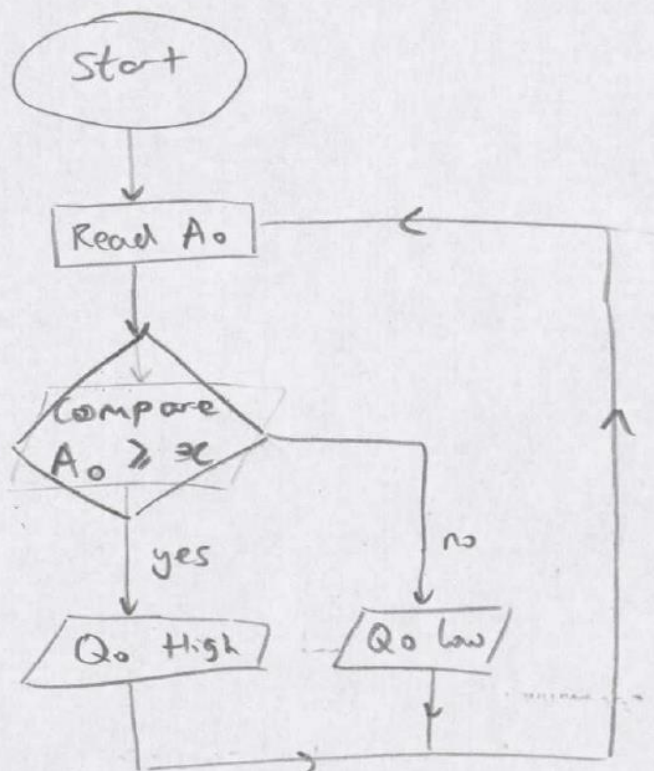 Start
Read A₀
Compare
A₀ ⩾ x
yes
no
Q₀ High
Q₀ Low